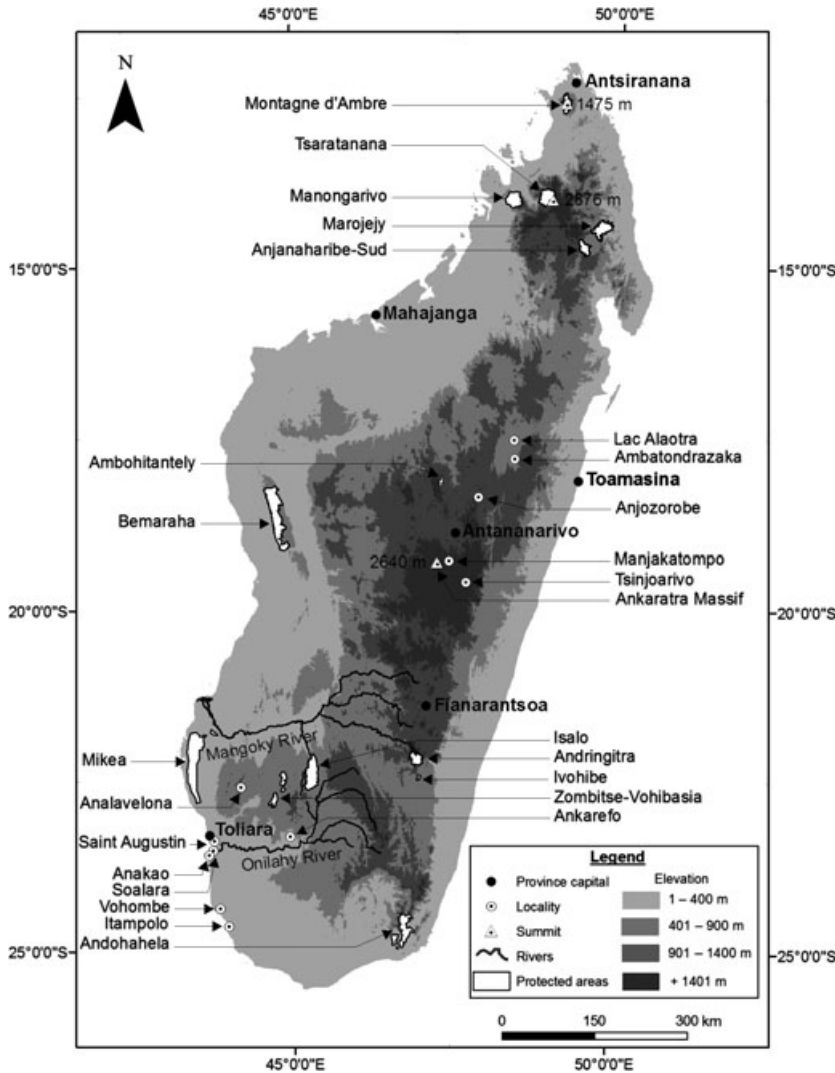 45°0'0"E
50°0'0"E
N
Antsiranana
Montagne d'Ambre
1475 m
Tsaratanana
Manongarivo
2876 m
Marojejy
Anjanaharibe-Sud
15°0'0"S
15°0'0"S
Mahajanga
Lac Alaotra
Ambohitantely
Ambatondrazaka
Toamasina
Anjozorobe
Bemaraha
Antananarivo
2640 m
Manjakatompo
Tsinjoarivo
Ankaratra Massif
20°0'0"S
20°0'0"S
Fianarantsoa
Mangoky River
Isalo
Mikea
Andringitra
Ivohibe
Analavelona
Zombitse-Vohibasia
Toliara
Ankarefo
Saint Augustin
Onilahy River
Anakao
Soalara
Vohombe
Itampolo
Andohahela
Legend
Province capital
Locality
Summit
Rivers
Protected areas
Elevation
1 – 400 m
401 – 900 m
901 – 1400 m
+ 1401 m
25°0'0"S
25°0'0"S
0 150 300 km
45°0'0"E
50°0'0"E